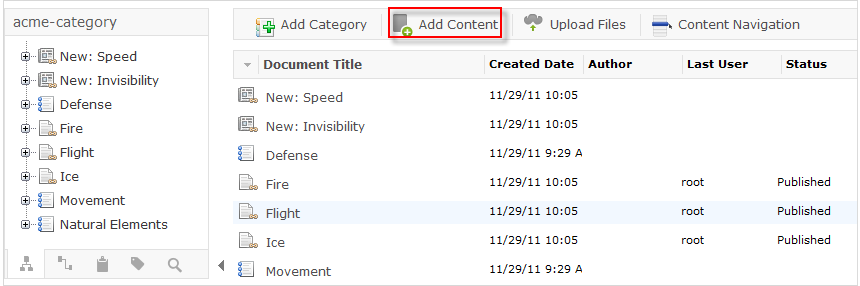 acme-category
New: Speed
New: Invisibility
Defense
Fire
Flight
Ice
Movement
Natural Elements
Add Category Add Content Upload Files Content Navigation
Document Title Created Date Author Last User Status
New: Speed 11/29/11 10:05
New: Invisibility 11/29/11 10:05
Defense 11/29/11 9:29 A
Fire 11/29/11 10:05 root Published
Flight 11/29/11 10:05 root Published
Ice 11/29/11 10:05 root Published
Movement 11/29/11 9:29 A